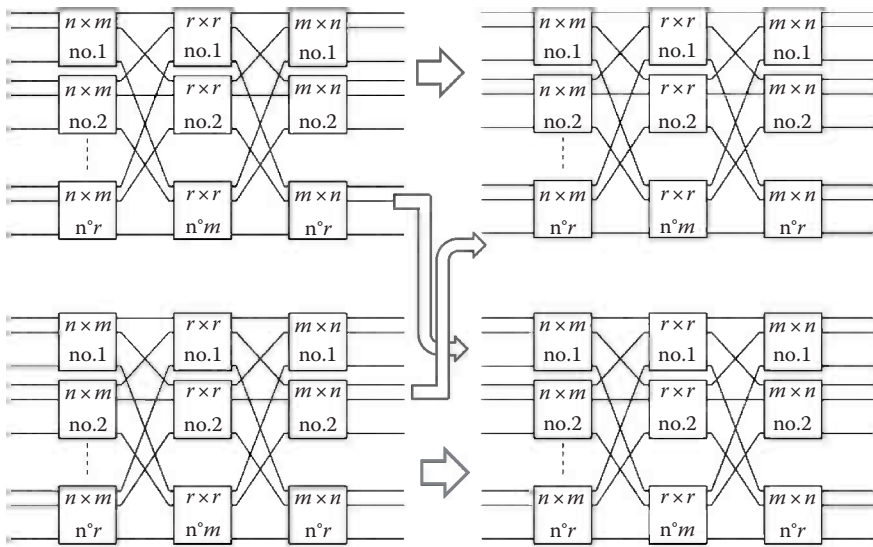 n × m r × r m × n n × m r × r m × n
no.1 no.1 no.1 no.1 no.1 no.1
n × m r × r m × n n × m r × r m × n
no.2 no.2 no.2 no.2 no.2 no.2
n × m r × r m × n n × m r × r m × n
n°r n°m n°r n°r n°m n°r
n × m r × r m × n n × m r × r m × n
no.1 no.1 no.1 no.1 no.1 no.1
n × m r × r m × n n × m r × r m × n
no.2 no.2 no.2 no.2 no.2 no.2
n × m r × r m × n n × m r × r m × n
n°r n°m n°r n°r n°m n°r